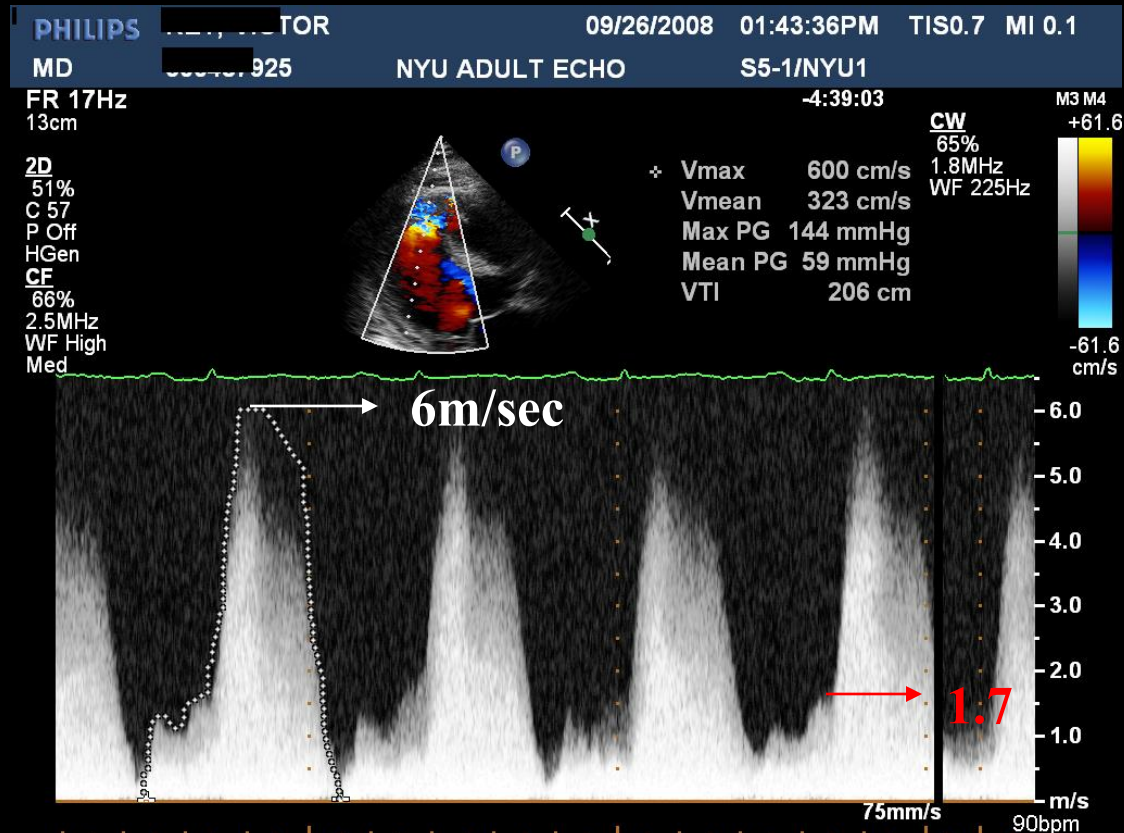 PHILIPS TOR 09/26/2008 01:43:36PM TIS0.7 MI 0.1
MD 925 NYU ADULT ECHO S5-1/NYU1
FR 17Hz
13cm
2D
51%
C 57
P Off
HGen
CF
66%
2.5MHz
WF High
Med
P
X
-4:39:03
Vmax 600 cm/s
Vmean 323 cm/s
Max PG 144 mmHg
Mean PG 59 mmHg
VTI 206 cm
CW
65%
1.8MHz
WF 225Hz
M3 M4
+61.6
-61.6
cm/s
6m/sec
6.0
5.0
4.0
3.0
2.0
1.7
1.0
m/s
75mm/s
90bpm